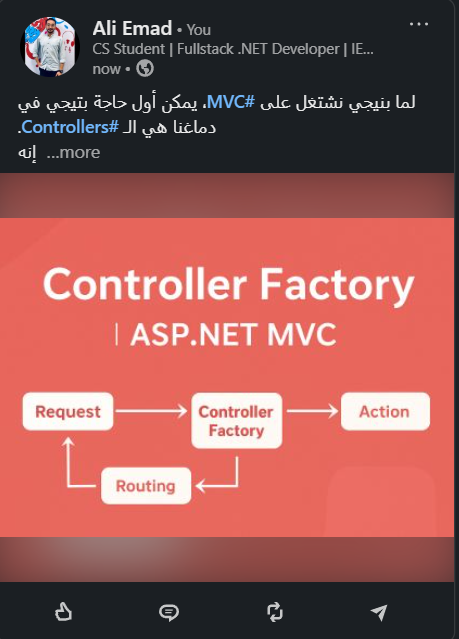 Ali Emad • You
CS Student | Fullstack .NET Developer | IE...
now •
لما بنيجي نشتغل على #MVC، يمكن أول حاجة بتيجي في
دماغنا هي الـ #Controllers.
إنه ...more
Controller Factory
| ASP.NET MVC
Request
Controller
Factory
Action
Routing